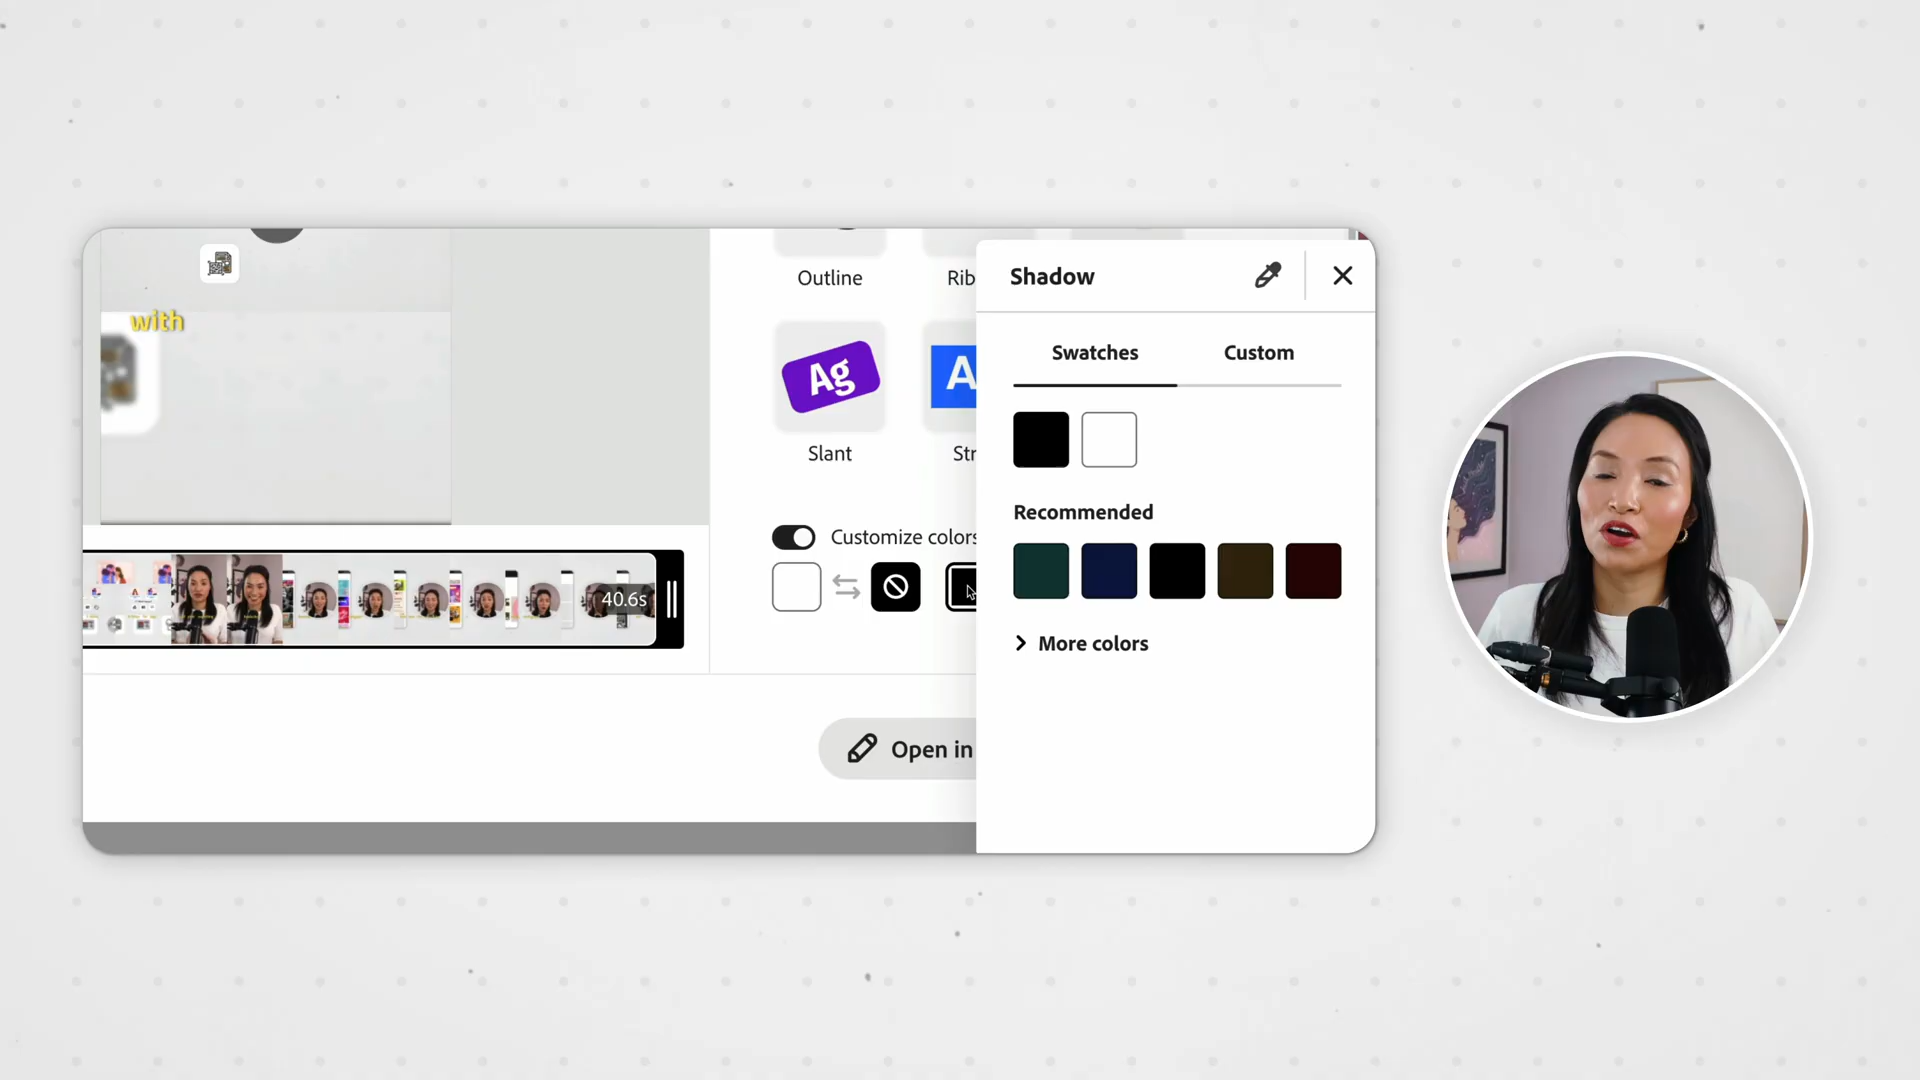 Outline
Rib
Shadow
with
Swatches
Custom
Ag
A
Slant
Str
Recommended
Customize colors
40.6s
More colors
Open in